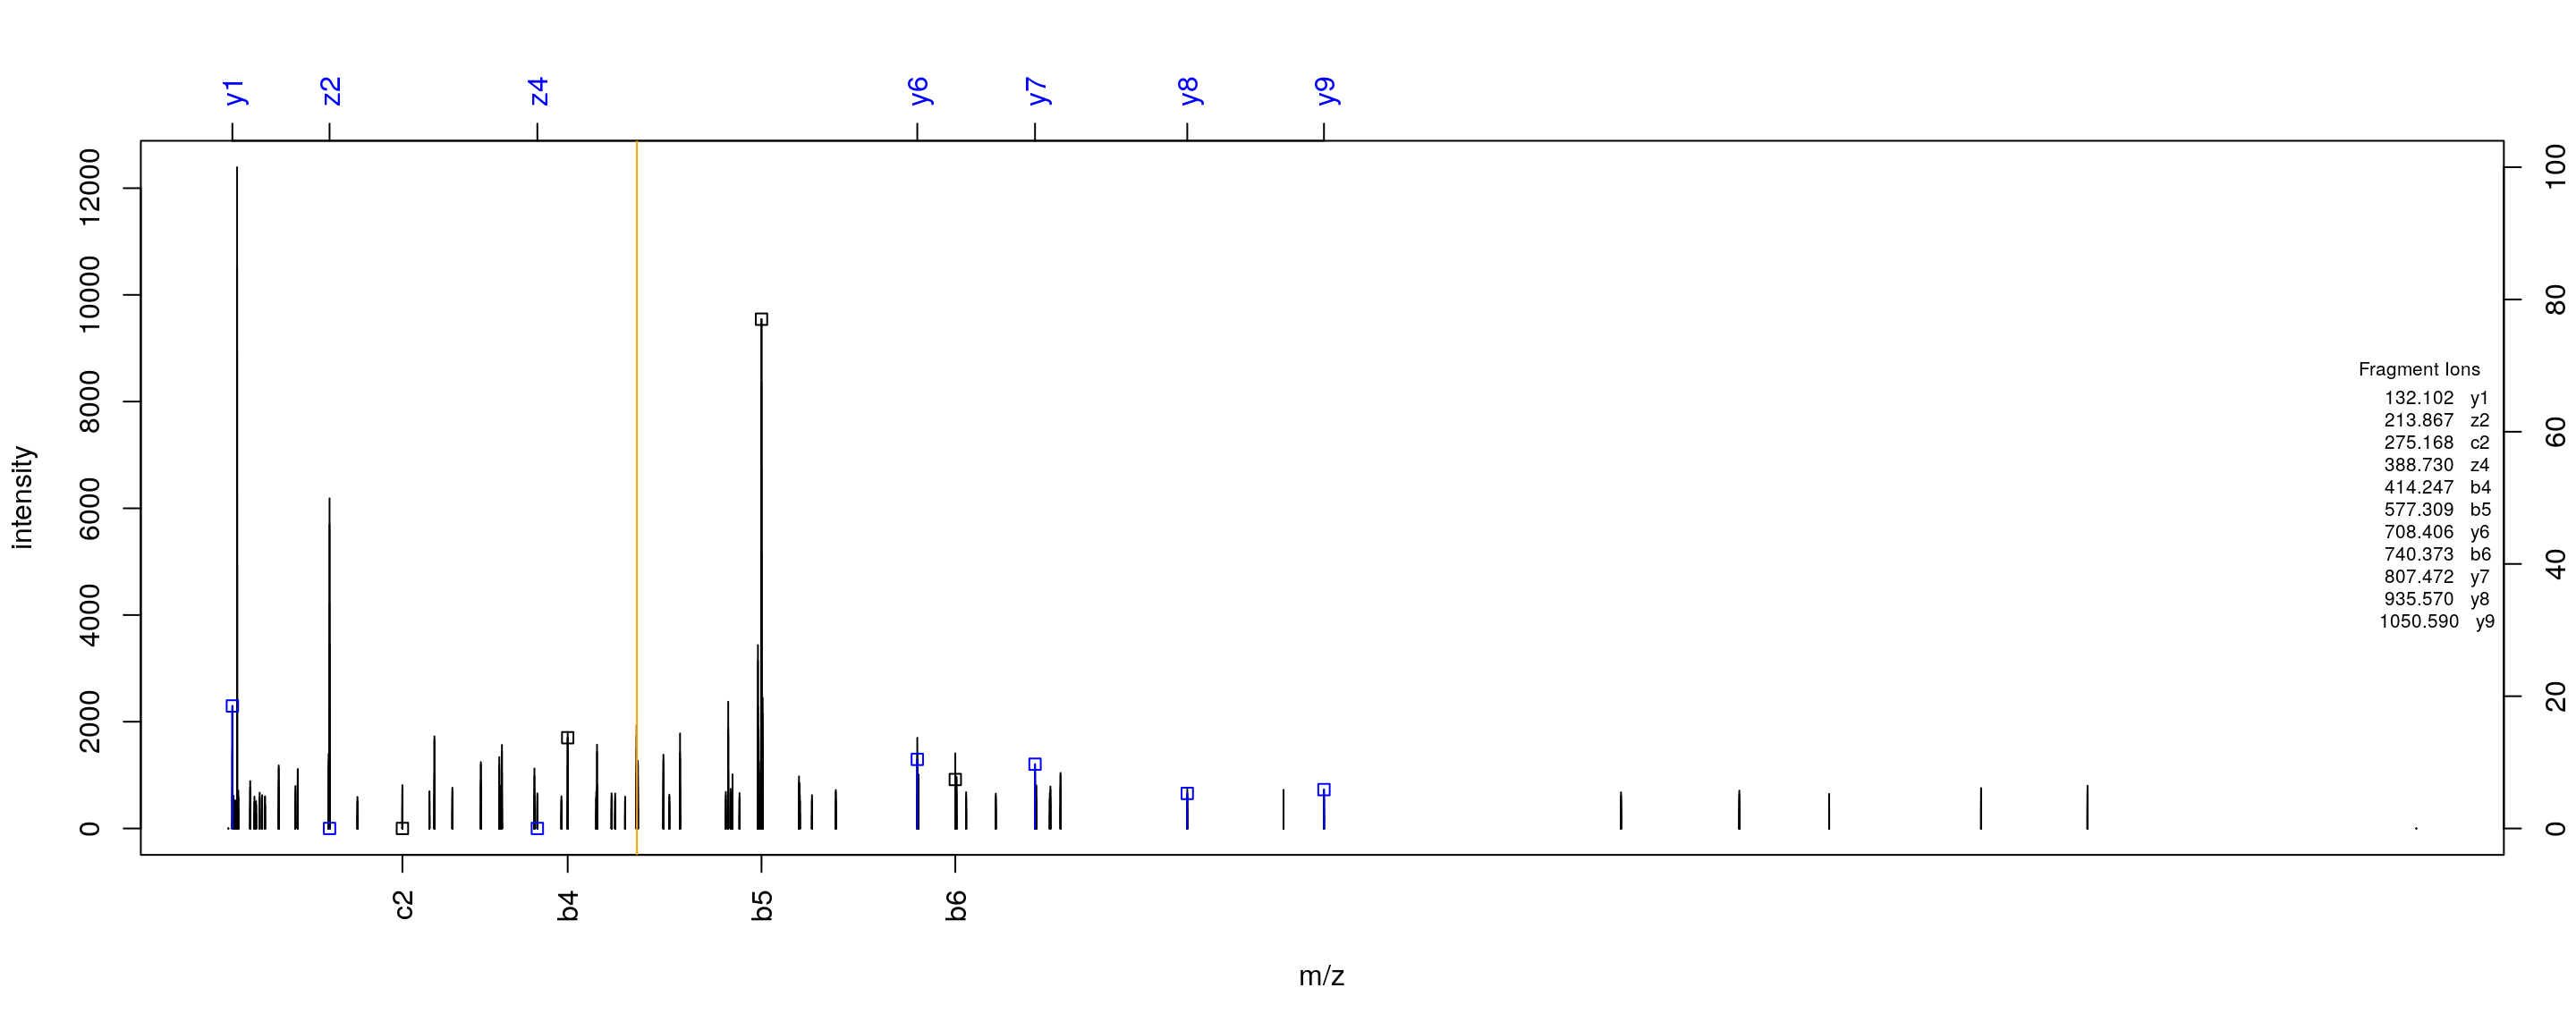 y1 z2 z4 y6 y7 y8 y9
intensity
0 2000 4000 6000 8000 10000 12000
0 20 40 60 80 100
Fragment Ions
132.102 y1
213.867 z2
275.168 c2
388.730 z4
414.247 b4
577.309 b5
708.406 y6
740.373 b6
807.472 y7
935.570 y8
1050.590 y9
c2 b4 b5 b6
m/z